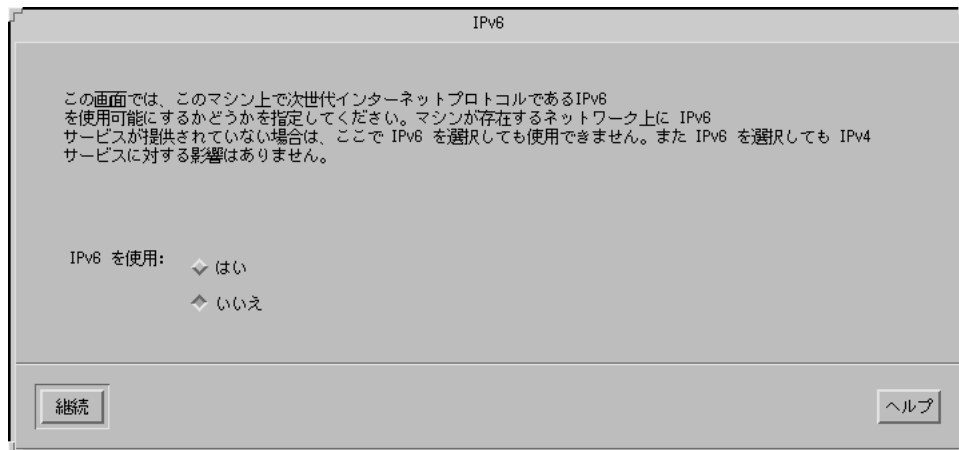 IPv6
この画面では、このマシン上で次世代インターネットプロトコルであるIPv6
を使用可能にするかどうかを指定してください。マシンが存在するネットワーク上に IPv6
サービスが提供されていない場合は、ここで IPv6 を選択しても使用できません。また IPv6 を選択しても IPv4
サービスに対する影響はありません。
IPv6 を使用:
はい
いいえ
継続
ヘルプ